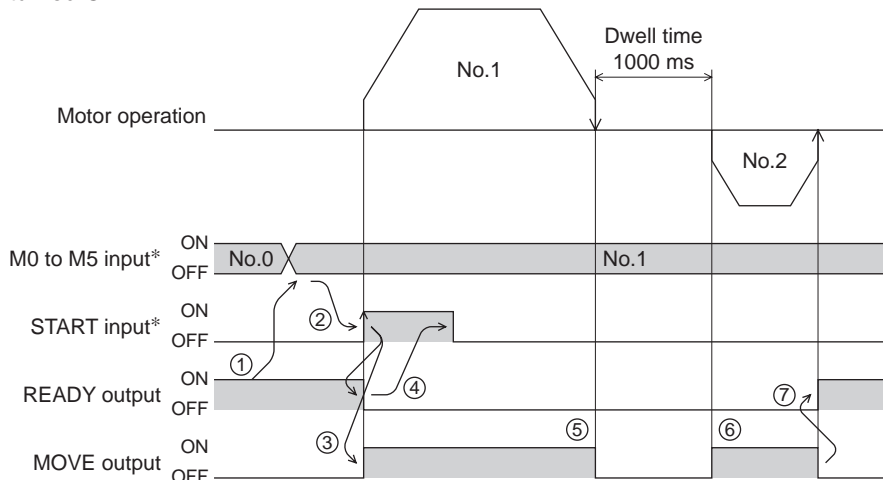 Dwell time
1000 ms
No.1
Motor operation
No.2
M0 to M5 input*
ON
OFF
No.0
No.1
START input*
ON
OFF
②
①
READY output
ON
OFF
④
⑦
③
⑤
⑥
MOVE output
ON
OFF